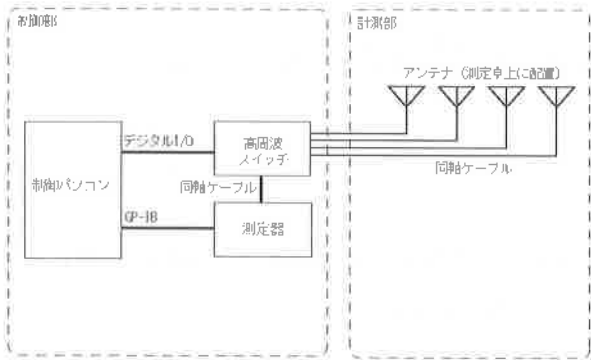 制御部
計測部
アンテナ（測定卓上に配置）
デジタルI/O
高周波
スイッチ
同軸ケーブル
制御パソコン
同軸ケーブル
GP-IB
測定器